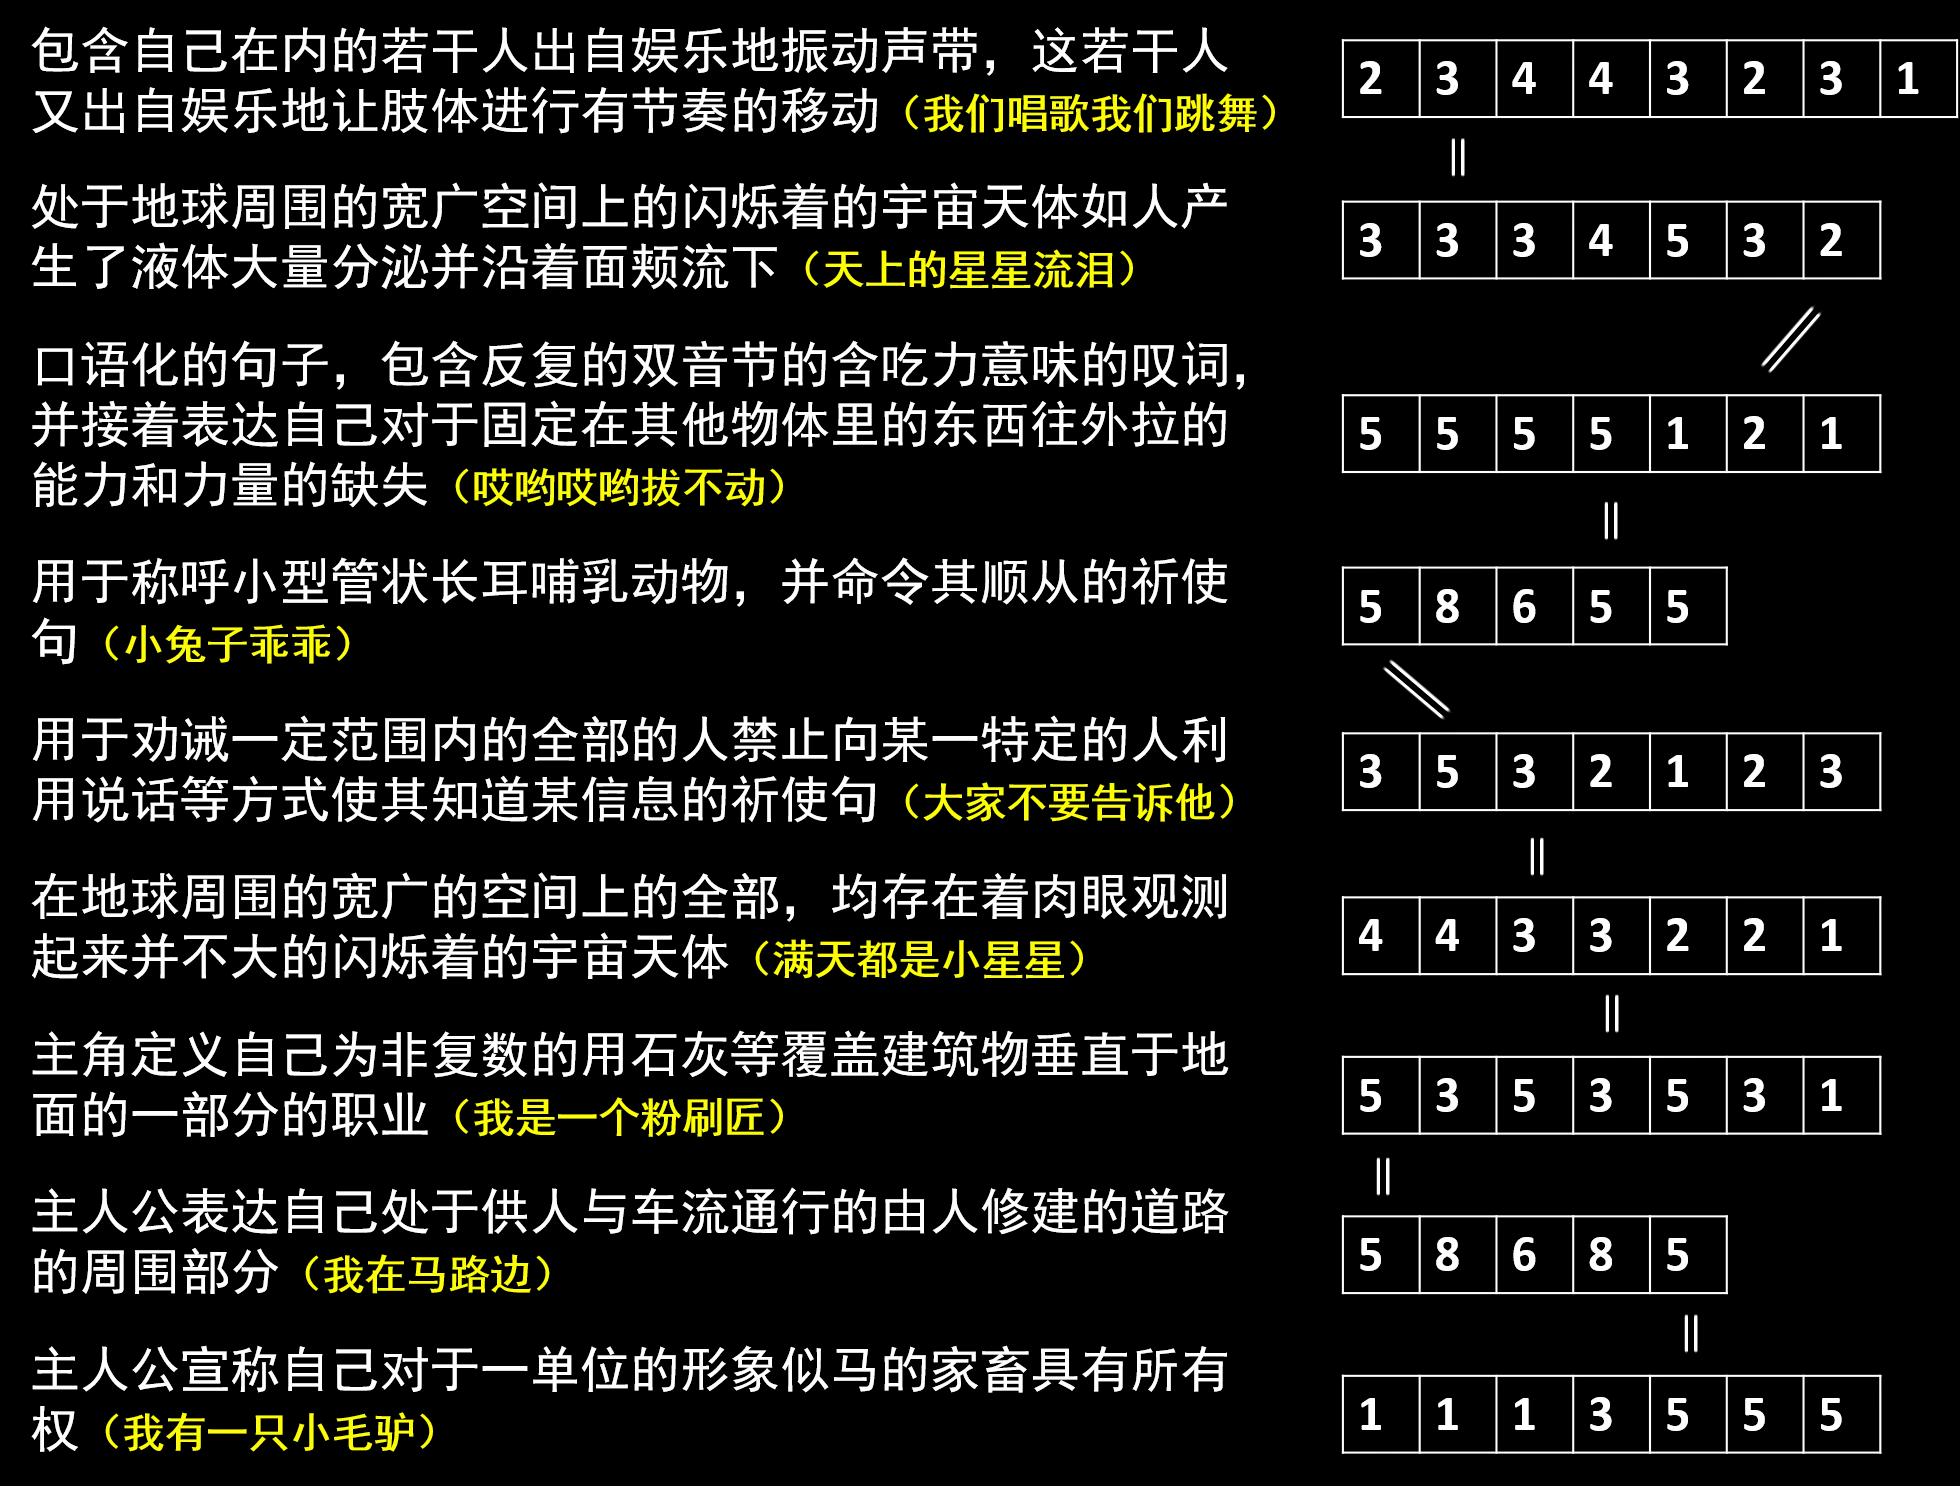 包含自己在内的若干人出自娱乐地振动声带，这若干人
又出自娱乐地让肢体进行有节奏的移动（我们唱歌我们跳舞）
2 3 4 4 3 2 3 1
||
处于地球周围的宽广空间上的闪烁着的宇宙天体如人产
生了液体大量分泌并沿着面颊流下（天上的星星流泪）
3 3 3 4 5 3 2
//
口语化的句子，包含反复的双音节的含吃力意味的叹词，
并接着表达自己对于固定在其他物体里的东西往外拉的
能力和力量的缺失（哎哟哎哟拔不动）
5 5 5 5 1 2 1
||
用于称呼小型管状长耳哺乳动物，并命令其顺从的祈使
句（小兔子乖乖）
5 8 6 5 5
\\
用于劝诫一定范围内的全部的人禁止向某一特定的人利
用说话等方式使其知道某信息的祈使句（大家不要告诉他）
3 5 3 2 1 2 3
||
在地球周围的宽广的空间上的全部，均存在着肉眼观测
起来并不大的闪烁着的宇宙天体（满天都是小星星）
4 4 3 3 2 2 1
||
主角定义自己为非复数的用石灰等覆盖建筑物垂直于地
面的一部分的职业（我是一个粉刷匠）
5 3 5 3 5 3 1
||
主人公表达自己处于供人与车流通行的由人修建的道路
的周围部分（我在马路边）
5 8 6 8 5
||
主人公宣称自己对于一单位的形象似马的家畜具有所有
权（我有一只小毛驴）
1 1 1 3 5 5 5